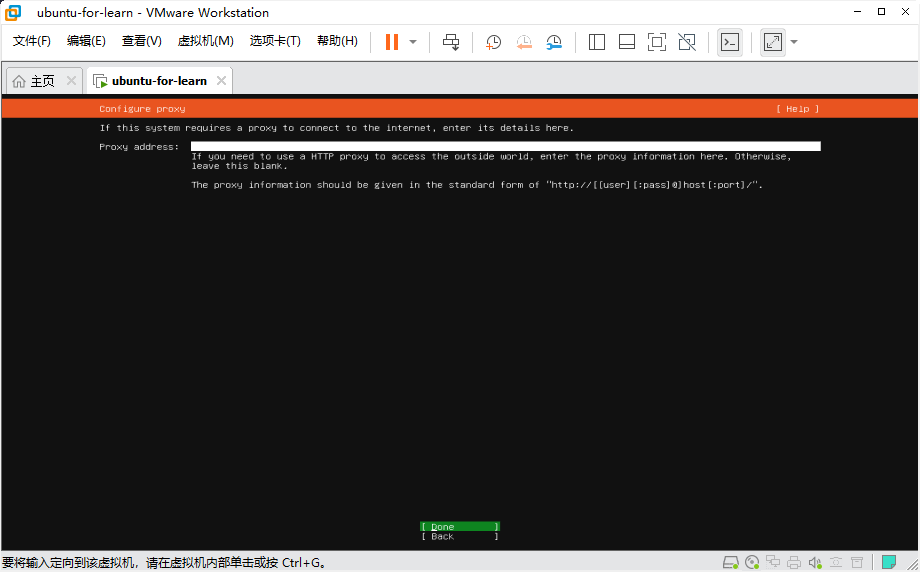 ubuntu-for-learn - VMware Workstation
文件(F) 编辑(E) 查看(V) 虚拟机(M) 选项卡(T) 帮助(H)
主页 ubuntu-for-learn
Configure proxy [ Help ]
If this system requires a proxy to connect to the internet, enter its details here.
Proxy address:
If you need to use a HTTP proxy to access the outside world, enter the proxy information here. Otherwise,
leave this blank.
The proxy information should be given in the standard form of "http://[[user][:pass]@]host[:port]/".
[ Done ]
[ Back ]
要将输入定向到该虚拟机，请在虚拟机内部单击或按 Ctrl+G。